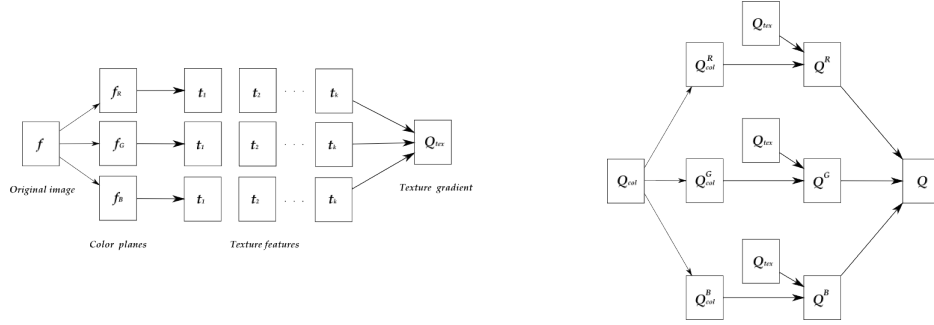 f
Original image
f_R
f_G
f_B
Color planes
t_1 t_2 . . . t_k
t_1 t_2 . . . t_k
t_1 t_2 . . . t_k
Texture features
Q_tex
Texture gradient
Q_col
Q_col^R
Q_tex
Q^R
Q_col^G
Q_tex
Q^G
Q_col^B
Q_tex
Q^B
Q